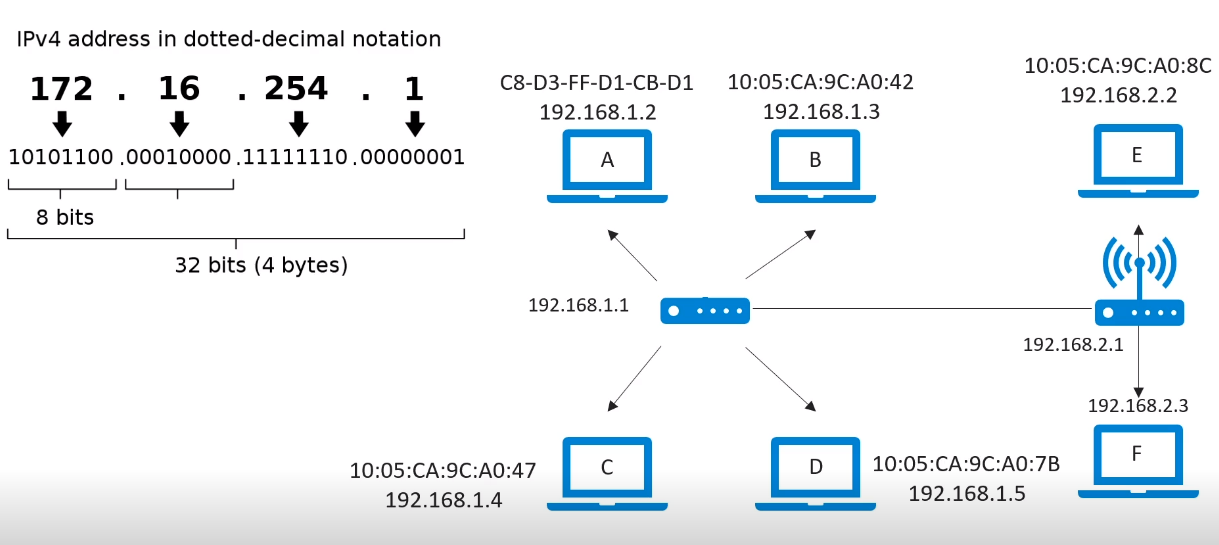 IPv4 address in dotted-decimal notation
172 . 16 . 254 . 1
10101100 .00010000 .11111110 .00000001
8 bits
32 bits (4 bytes)
C8-D3-FF-D1-CB-D1
192.168.1.2
A
10:05:CA:9C:A0:42
192.168.1.3
B
10:05:CA:9C:A0:8C
192.168.2.2
E
192.168.1.1
192.168.2.1
10:05:CA:9C:A0:47
192.168.1.4
C
D
10:05:CA:9C:A0:7B
192.168.1.5
192.168.2.3
F